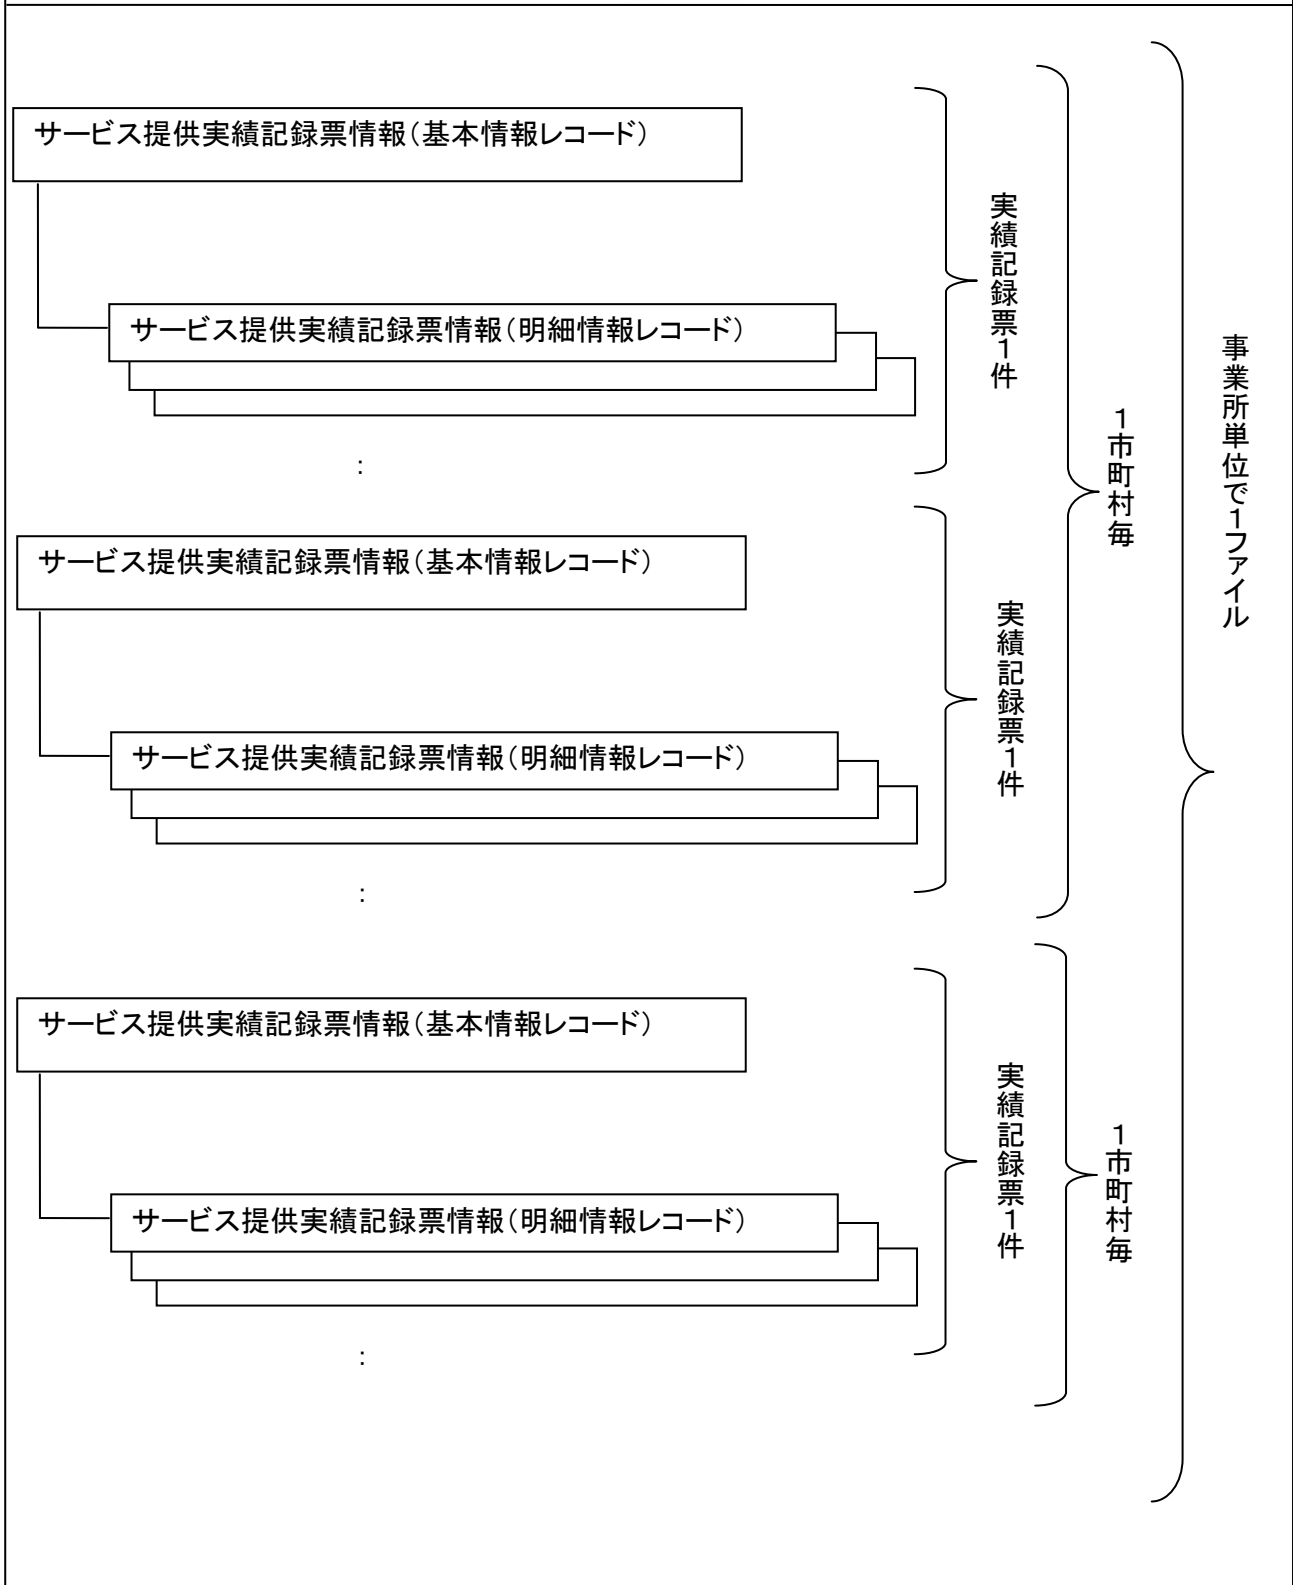 サービス提供実績記録票情報（基本情報レコード）
サービス提供実績記録票情報（明細情報レコード）
：
実績記録票１件
サービス提供実績記録票情報（基本情報レコード）
サービス提供実績記録票情報（明細情報レコード）
：
実績記録票１件
１市町村毎
サービス提供実績記録票情報（基本情報レコード）
サービス提供実績記録票情報（明細情報レコード）
：
実績記録票１件
１市町村毎
事業所単位で１ファイル